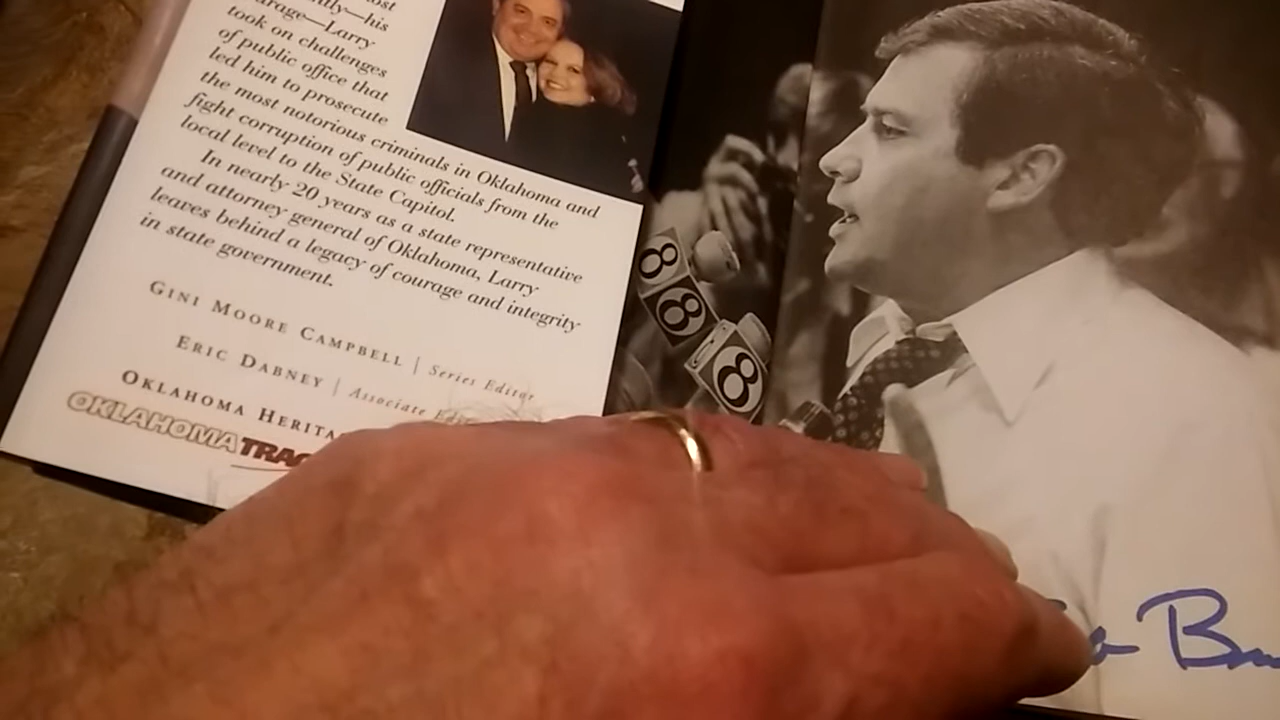 his
Larry
took on challenges
of public office that
led him to prosecute
the most notorious criminals in Oklahoma and
fight corruption of public officials from the
local level to the State Capitol.
In nearly 20 years as a state representative
and attorney general of Oklahoma, Larry
leaves behind a legacy of courage and integrity
in state government.
GINI MOORE CAMPBELL | Series Editor
ERIC DABNEY | Associate
OKLAHOMA
OKLAHOMA
8
8
8